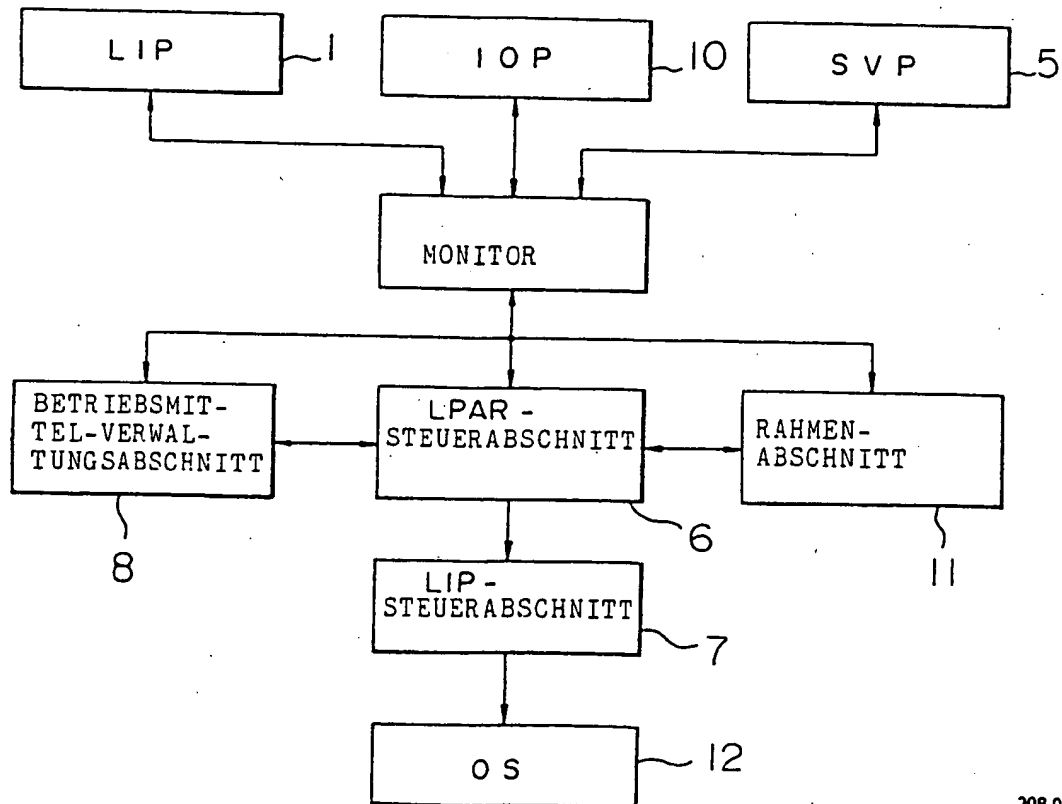 LIP
1
IOP
10
SVP
5
MONITOR
BETRIEBSMIT-
TEL-VERWAL-
TUNGSABSCHNITT
8
LPAR-
STEUERABSCHNITT
6
RAHMEN-
ABSCHNITT
11
LIP-
STEUERABSCHNITT
7
OS
12